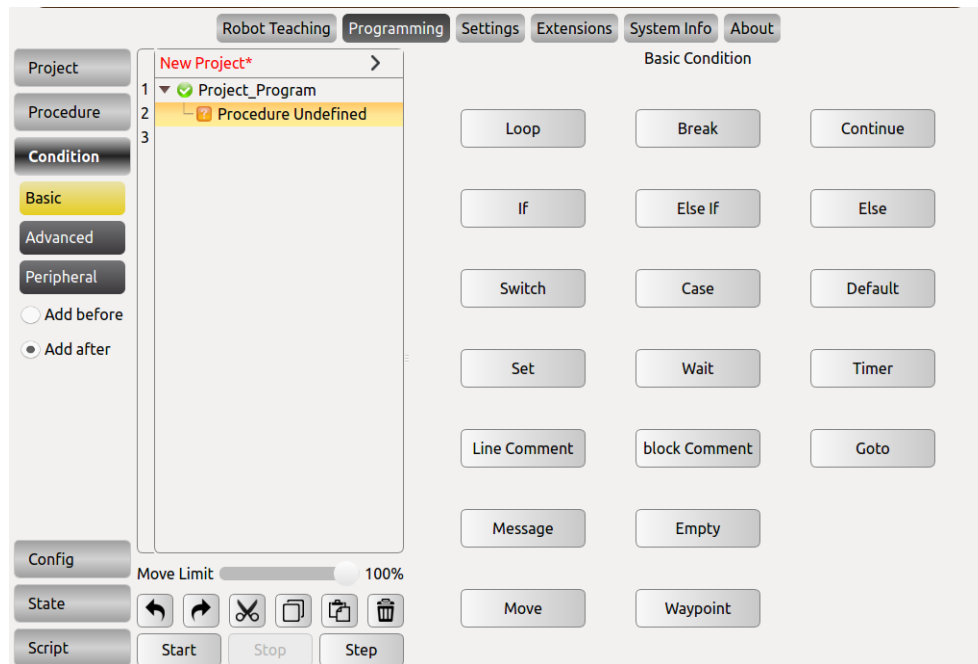 Robot Teaching Programming Settings Extensions System Info About
Project
Procedure
Condition
Basic
Advanced
Peripheral
Add before
Add after
Config
State
Script
New Project*
1 Project_Program
2 Procedure Undefined
3
Move Limit 100%
Start Stop Step
Basic Condition
Loop Break Continue
If Else If Else
Switch Case Default
Set Wait Timer
Line Comment block Comment Goto
Message Empty
Move Waypoint